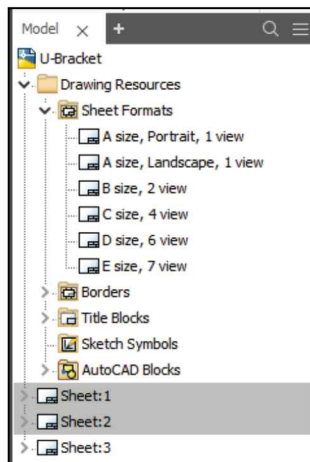 Model
U-Bracket
Drawing Resources
Sheet Formats
A size, Portrait, 1 view
A size, Landscape, 1 view
B size, 2 view
C size, 4 view
D size, 6 view
E size, 7 view
Borders
Title Blocks
Sketch Symbols
AutoCAD Blocks
Sheet:1
Sheet:2
Sheet:3